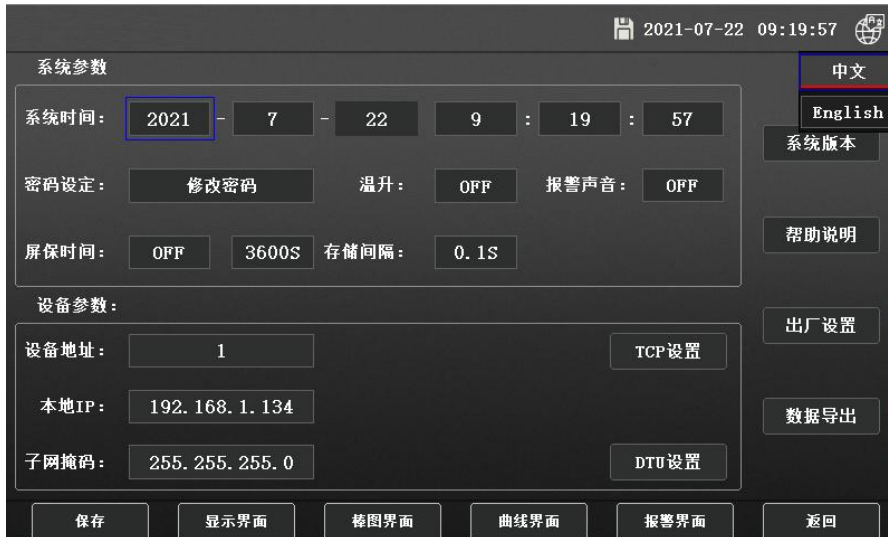 2021-07-22 09:19:57
中文
English
系统参数
系统时间： 2021 - 7 - 22 9 : 19 : 57
系统版本
密码设定： 修改密码 温升： OFF 报警声音： OFF
帮助说明
屏保时间： OFF 3600S 存储间隔： 0.1S
设备参数：
出厂设置
设备地址： 1 TCP设置
本地IP： 192.168.1.134
数据导出
子网掩码： 255.255.255.0 DTU设置
保存 显示界面 棒图界面 曲线界面 报警界面 返回